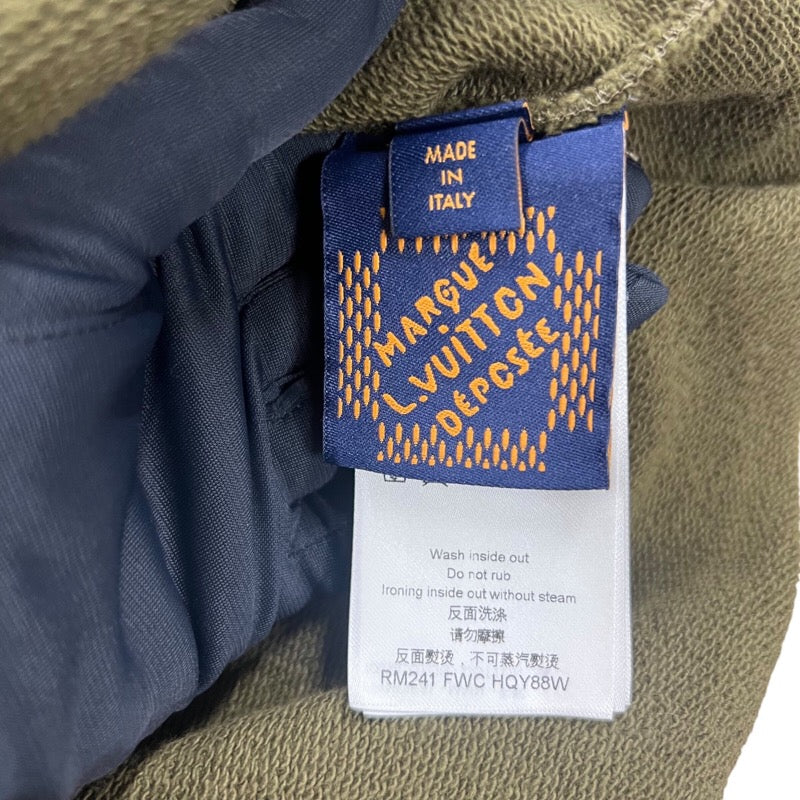 MADE
IN
ITALY
MARQUE
L.VUITTON
DÉPOSÉE
Wash inside out
Do not rub
Ironing inside out without steam
反面洗涤
请勿摩擦
反面熨烫，不可蒸汽熨烫
RM241 FWC HQY88W